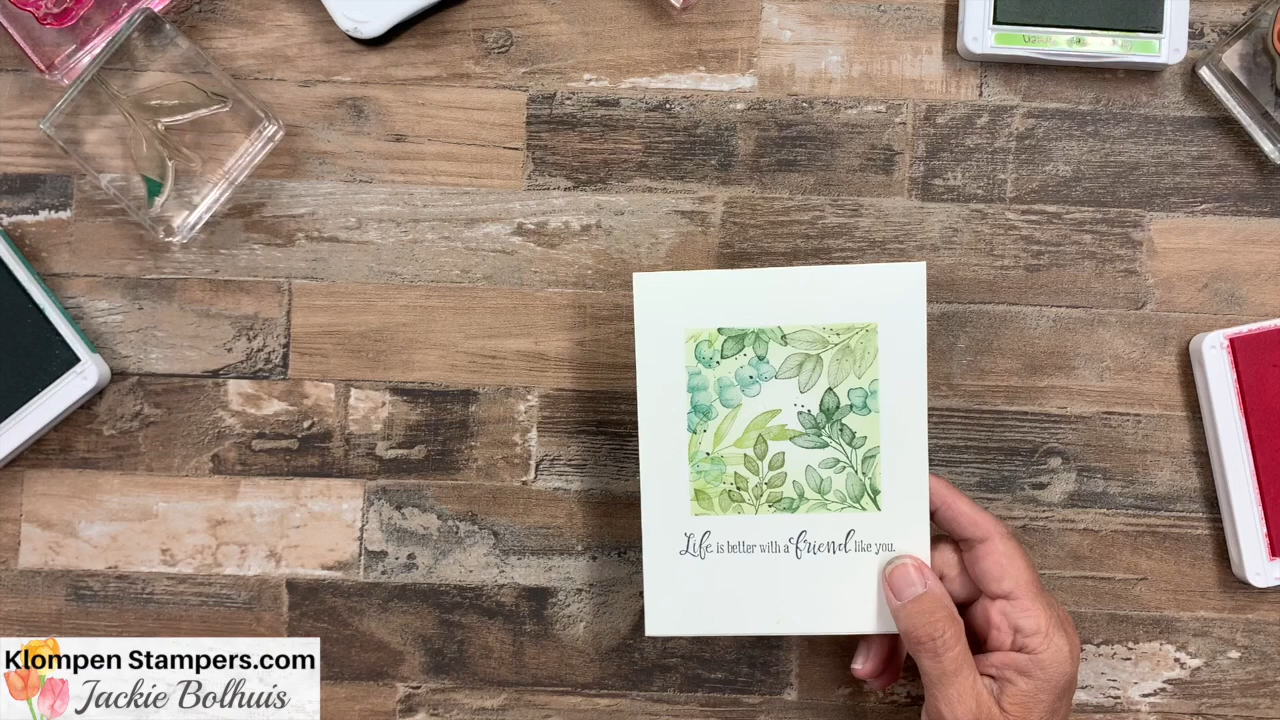 Life is better with a friend like you.
Klompen Stampers.com
Jackie Bolhuis